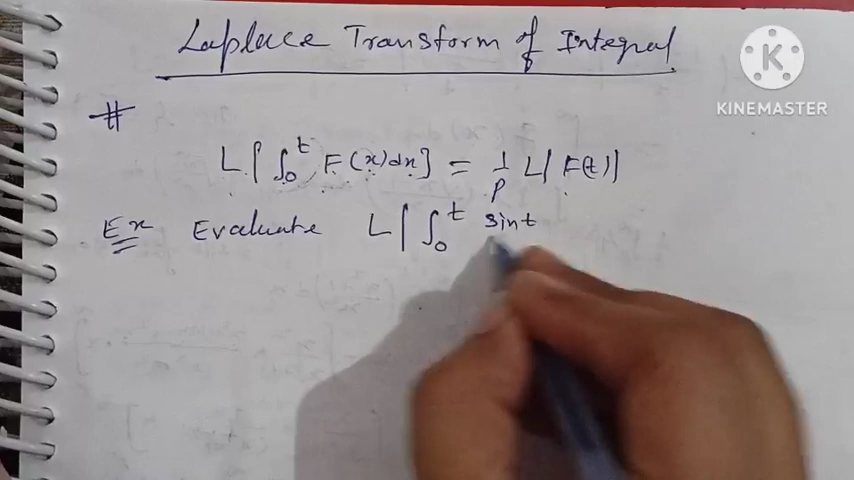 Laplace Transform of Integral
KINEMASTER
#
L[∫₀ᵗ F(x)dx] = 1/p L[F(t)]
Ex Evaluate L[∫₀ᵗ sint